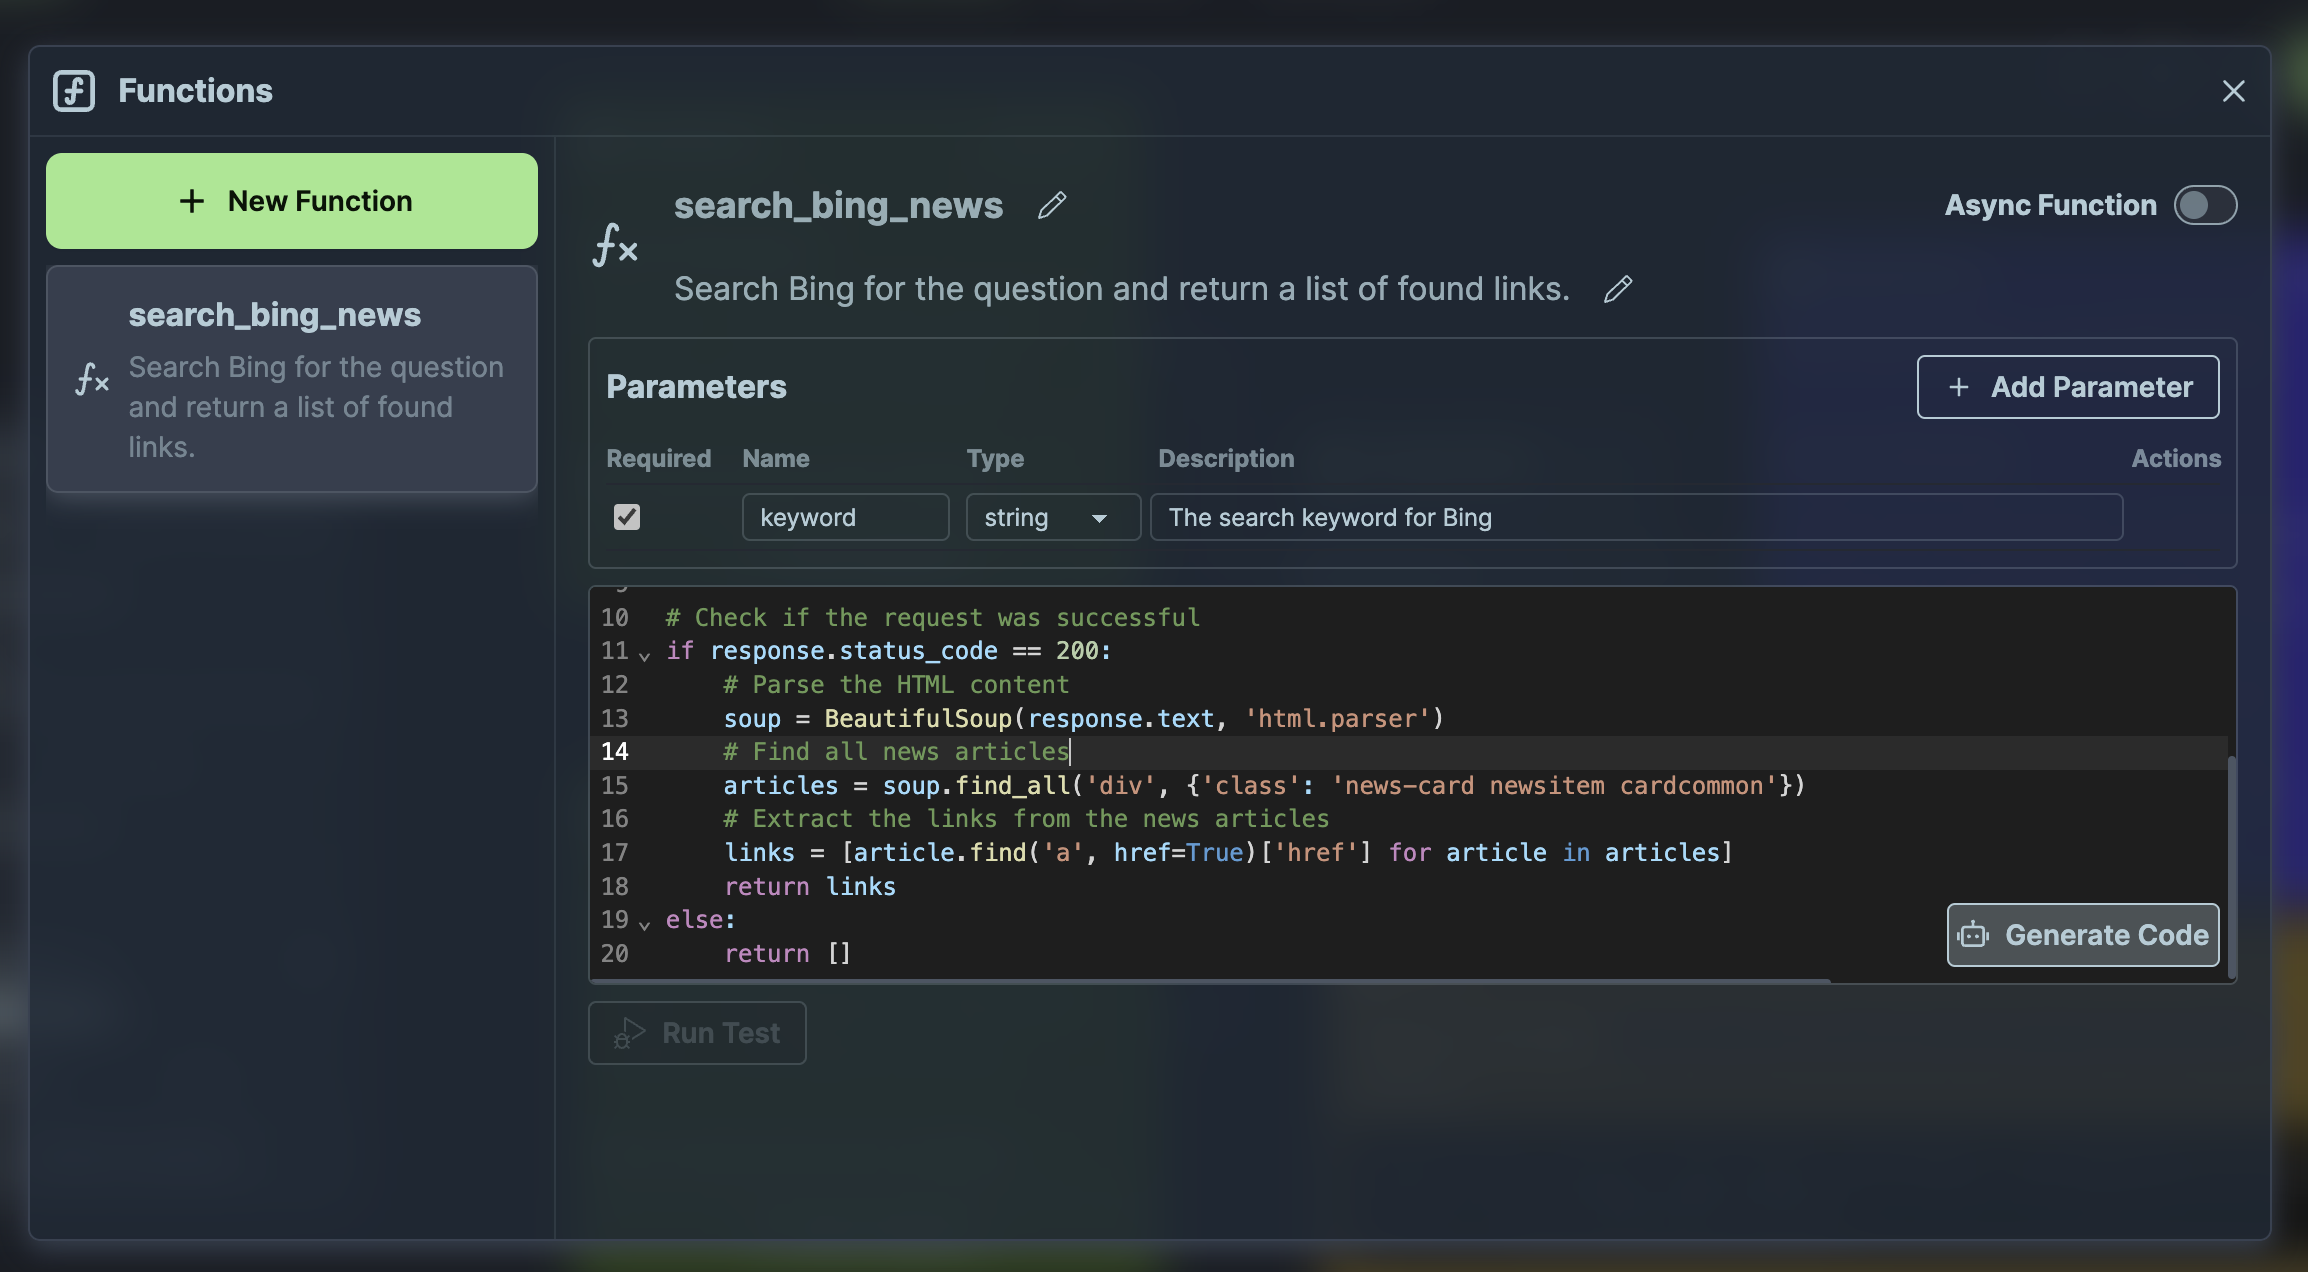 Functions
+ New Function
search_bing_news
Search Bing for the question
and return a list of found
links.
search_bing_news
Async Function
Search Bing for the question and return a list of found links.
Parameters
+ Add Parameter
Required Name Type Description Actions
keyword string The search keyword for Bing
10 # Check if the request was successful
11 if response.status_code == 200:
12 # Parse the HTML content
13 soup = BeautifulSoup(response.text, 'html.parser')
14 # Find all news articles
15 articles = soup.find_all('div', {'class': 'news-card newsitem cardcommon'})
16 # Extract the links from the news articles
17 links = [article.find('a', href=True)['href'] for article in articles]
18 return links
19 else:
20 return []
Generate Code
Run Test